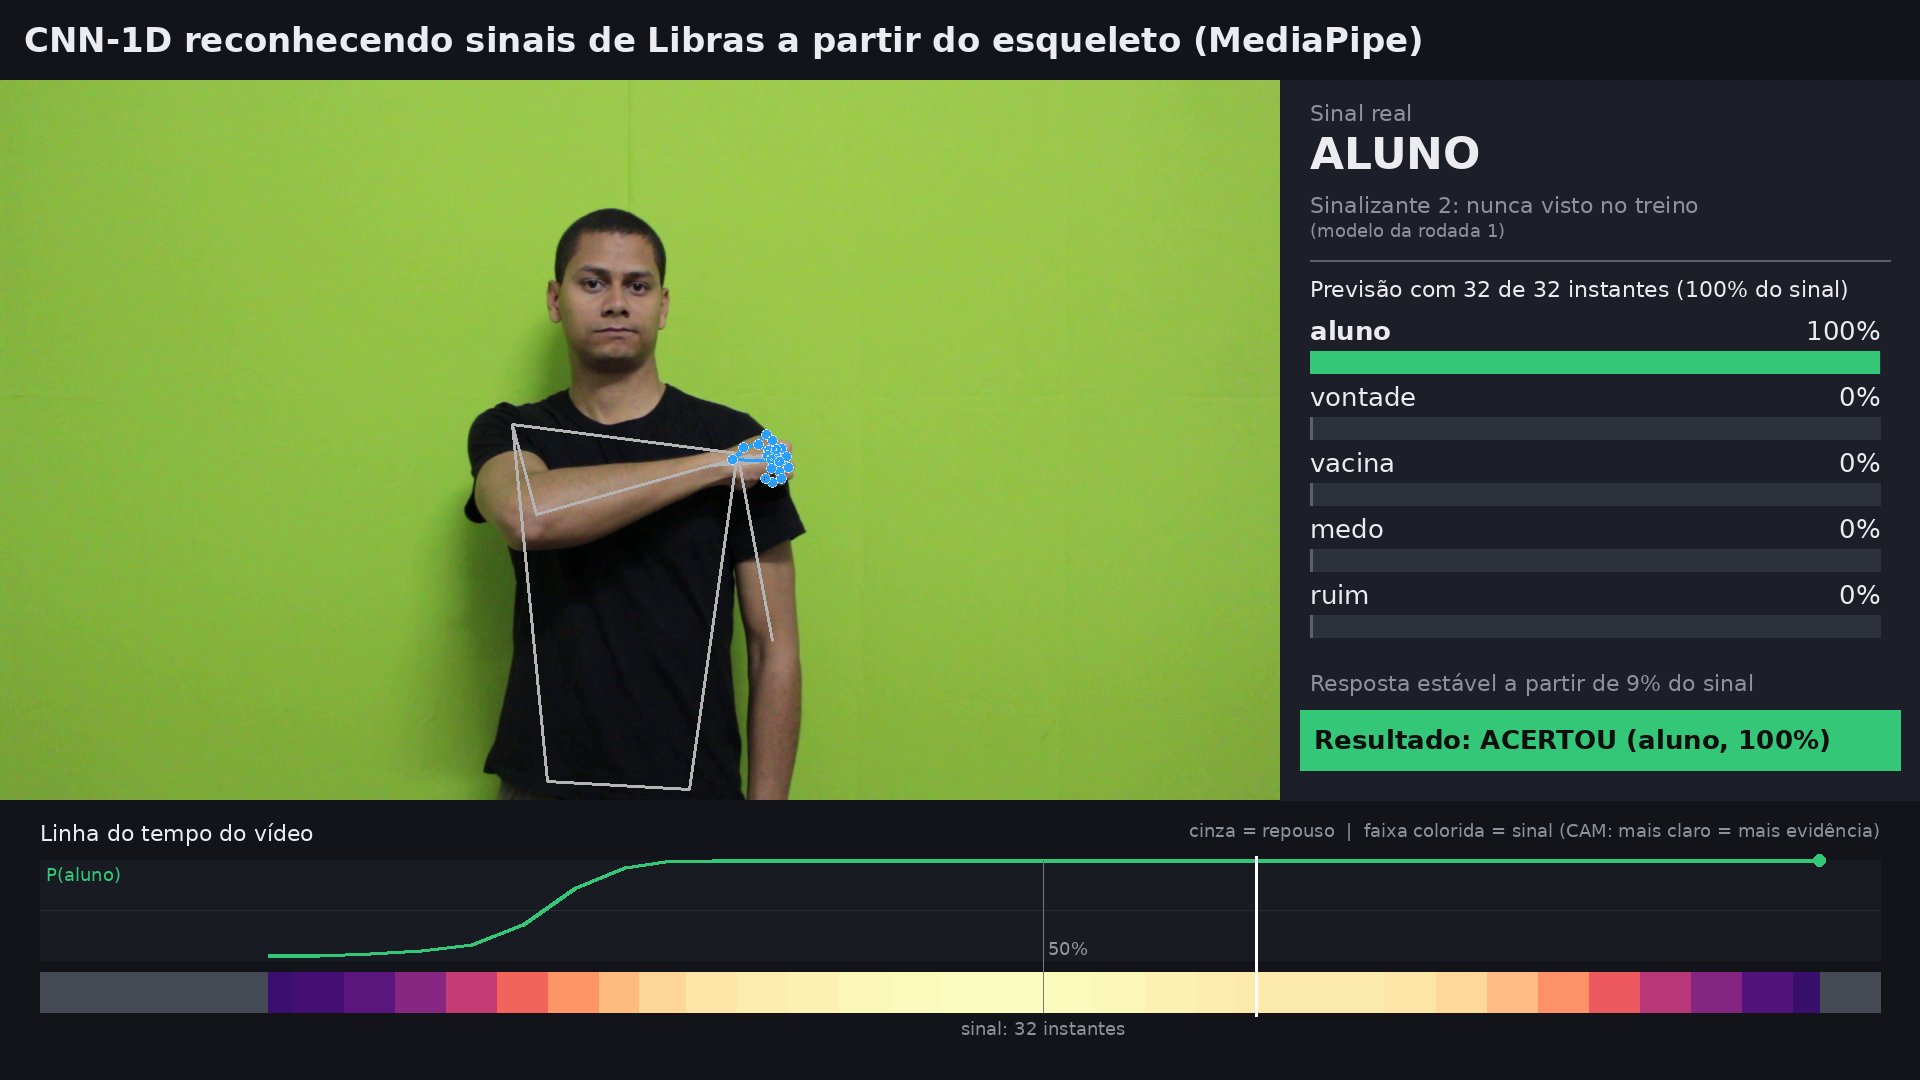 CNN-1D reconhecendo sinais de Libras a partir do esqueleto (MediaPipe)
Sinal real
ALUNO
Sinalizante 2: nunca visto no treino
(modelo da rodada 1)
Previsão com 32 de 32 instantes (100% do sinal)
aluno 100%
vontade 0%
vacina 0%
medo 0%
ruim 0%
Resposta estável a partir de 9% do sinal
Resultado: ACERTOU (aluno, 100%)
Linha do tempo do vídeo
cinza = repouso | faixa colorida = sinal (CAM: mais claro = mais evidência)
P(aluno)
50%
sinal: 32 instantes